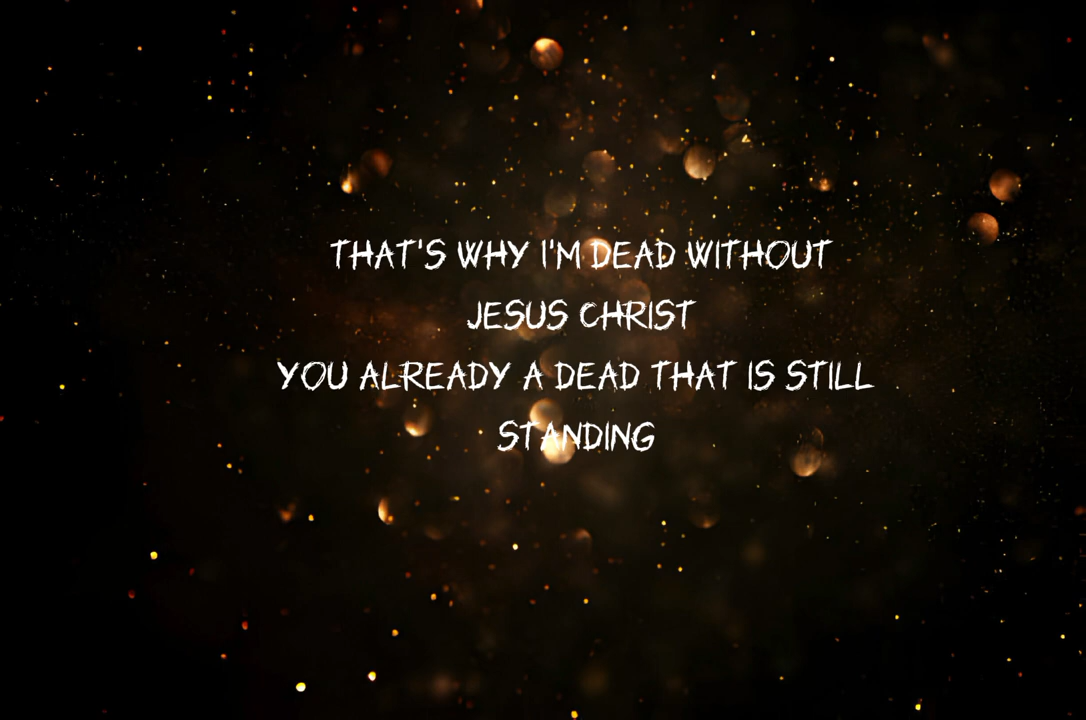 THAT'S WHY I'M DEAD WITHOUT
JESUS CHRIST
YOU ALREADY A DEAD THAT IS STILL
STANDING